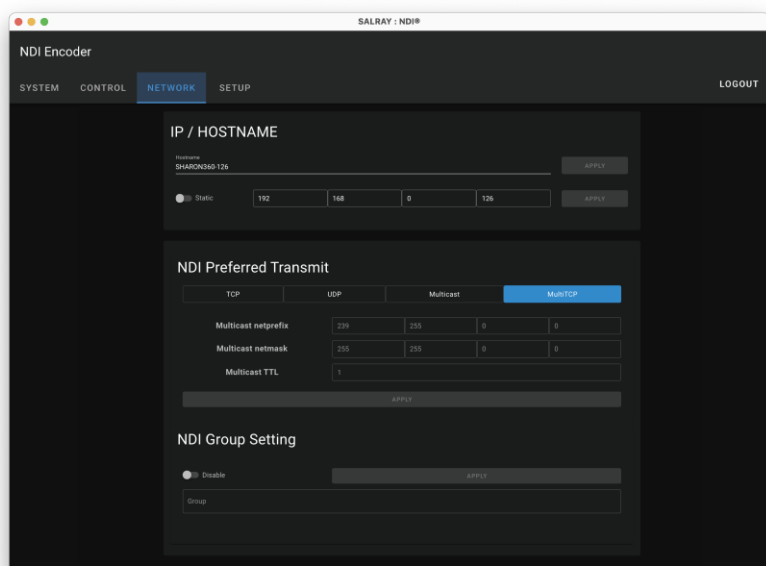 SALRAY : NDI®
NDI Encoder
SYSTEM CONTROL NETWORK SETUP LOGOUT
IP / HOSTNAME
Hostname
SHARON360-126 APPLY
Static 192 168 0 126 APPLY
NDI Preferred Transmit
TCP UDP Multicast MultiTCP
Multicast netprefix 239 255 0 0
Multicast netmask 255 255 0 0
Multicast TTL 1
APPLY
NDI Group Setting
Disable APPLY
Group